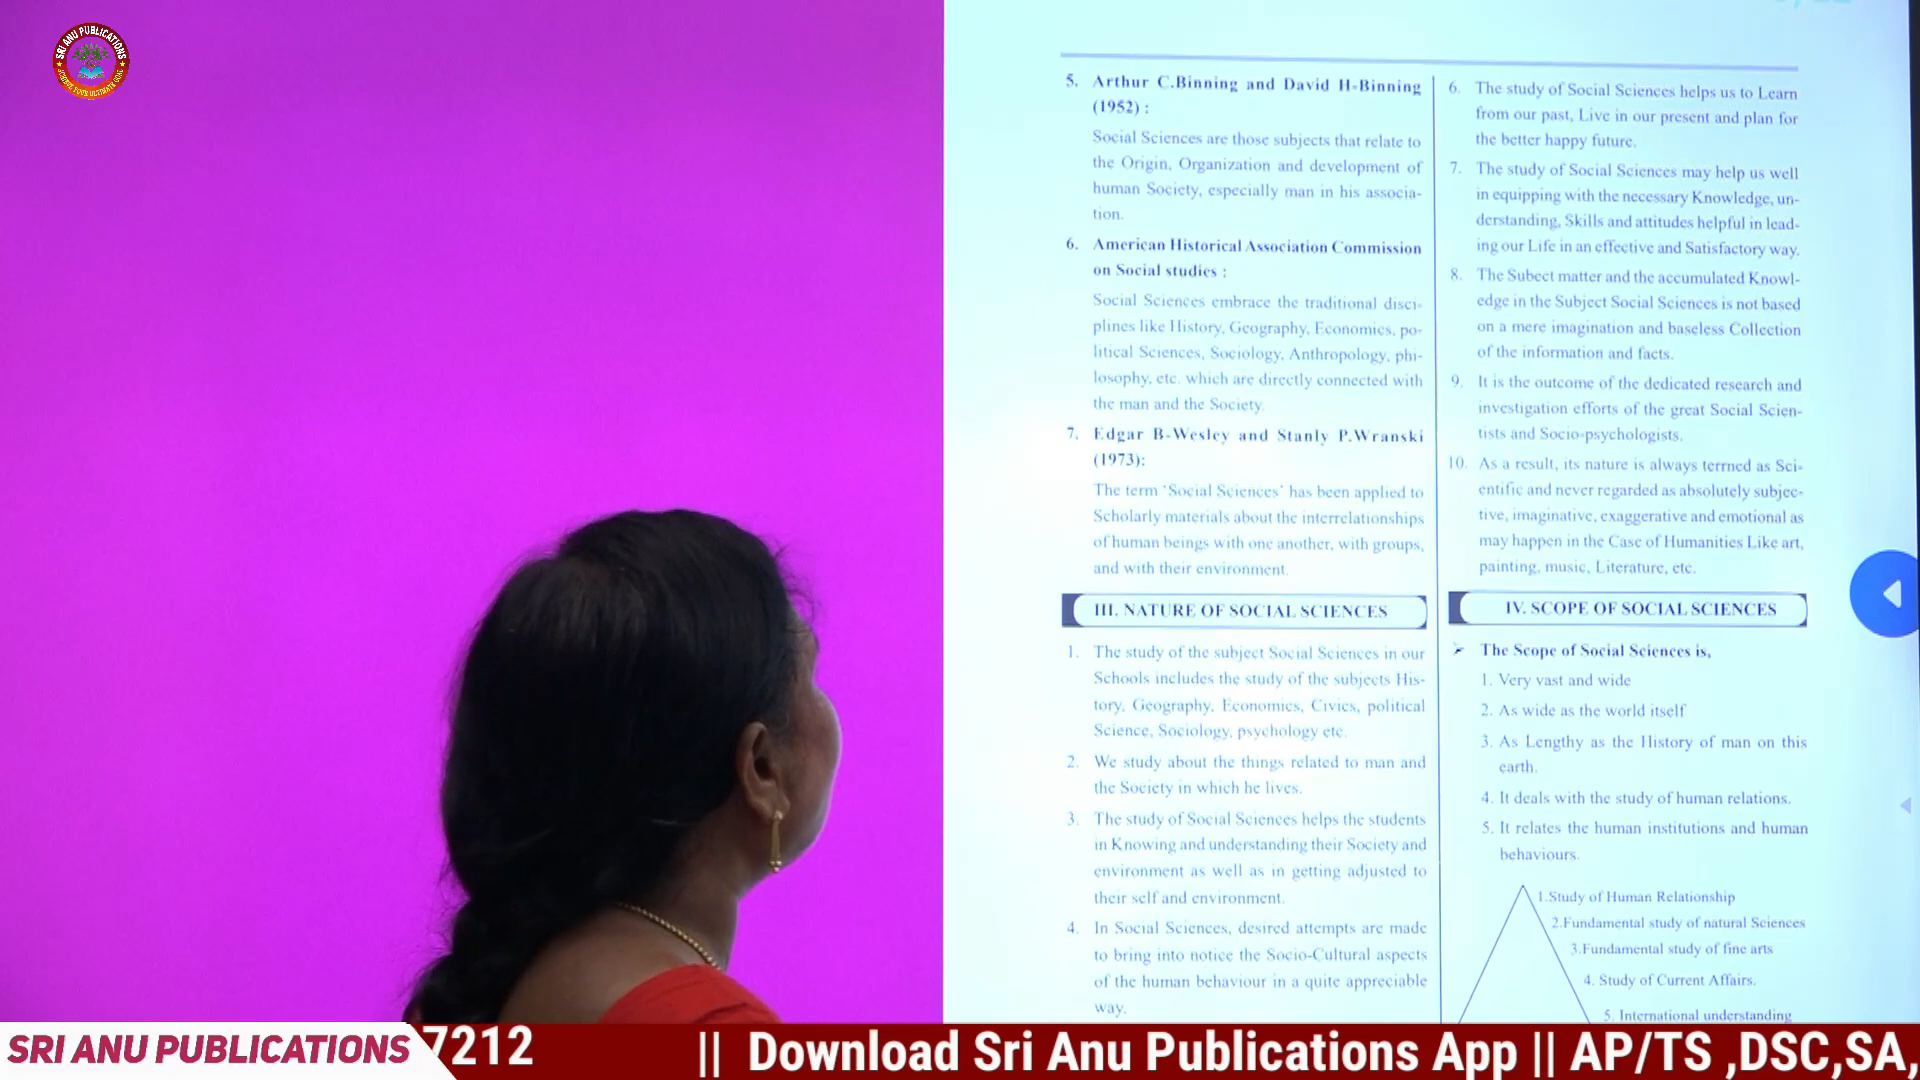 SRI ANU PUBLICATIONS
5. Arthur C.Binning and David H-Binning
(1952) :
Social Sciences are those subjects that relate to
the Origin, Organization and development of
human Society, especially man in his associa-
tion.
6. American Historical Association Commission
on Social studies :
Social Sciences embrace the traditional disci-
plines like History, Geography, Economics, po-
litical Sciences, Sociology, Anthropology, phi-
losophy, etc. which are directly connected with
the man and the Society.
7. Edgar B-Wesley and Stanly P.Wranski
(1973):
The term 'Social Sciences' has been applied to
Scholarly materials about the interrelationships
of human beings with one another, with groups,
and with their environment.
III. NATURE OF SOCIAL SCIENCES
1. The study of the subject Social Sciences in our
Schools includes the study of the subjects His-
tory, Geography, Economics, Civics, political
Science, Sociology, psychology etc.
2. We study about the things related to man and
the Society in which he lives.
3. The study of Social Sciences helps the students
in Knowing and understanding their Society and
environment as well as in getting adjusted to
their self and environment.
4. In Social Sciences, desired attempts are made
to bring into notice the Socio-Cultural aspects
of the human behaviour in a quite appreciable
way.
6. The study of Social Sciences helps us to Learn
from our past, Live in our present and plan for
the better happy future.
7. The study of Social Sciences may help us well
in equipping with the necessary Knowledge, un-
derstanding, Skills and attitudes helpful in lead-
ing our Life in an effective and Satisfactory way.
8. The Subect matter and the accumulated Knowl-
edge in the Subject Social Sciences is not based
on a mere imagination and baseless Collection
of the information and facts.
9. It is the outcome of the dedicated research and
investigation efforts of the great Social Scien-
tists and Socio-psychologists.
10. As a result, its nature is always terrned as Sci-
entific and never regarded as absolutely subjec-
tive, imaginative, exaggerative and emotional as
may happen in the Case of Humanities Like art,
painting, music, Literature, etc.
IV. SCOPE OF SOCIAL SCIENCES
➢ The Scope of Social Sciences is,
1. Very vast and wide
2. As wide as the world itself
3. As Lengthy as the History of man on this
earth.
4. It deals with the study of human relations.
5. It relates the human institutions and human
behaviours.
1.Study of Human Relationship
2.Fundamental study of natural Sciences
3.Fundamental study of fine arts
4. Study of Current Affairs.
5. International understanding
SRI ANU PUBLICATIONS 7212 || Download Sri Anu Publications App || AP/TS ,DSC,SA,